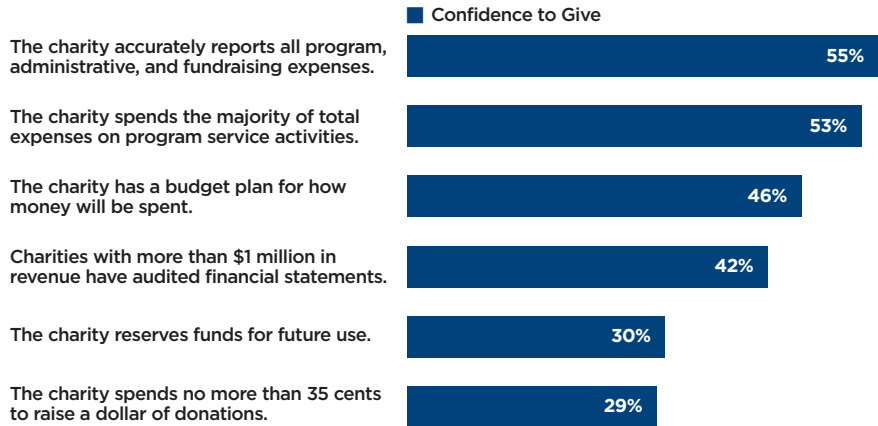 Confidence to Give
The charity accurately reports all program,
administrative, and fundraising expenses.
55%
The charity spends the majority of total
expenses on program service activities.
53%
The charity has a budget plan for how
money will be spent.
46%
Charities with more than $1 million in
revenue have audited financial statements.
42%
The charity reserves funds for future use.
30%
The charity spends no more than 35 cents
to raise a dollar of donations.
29%